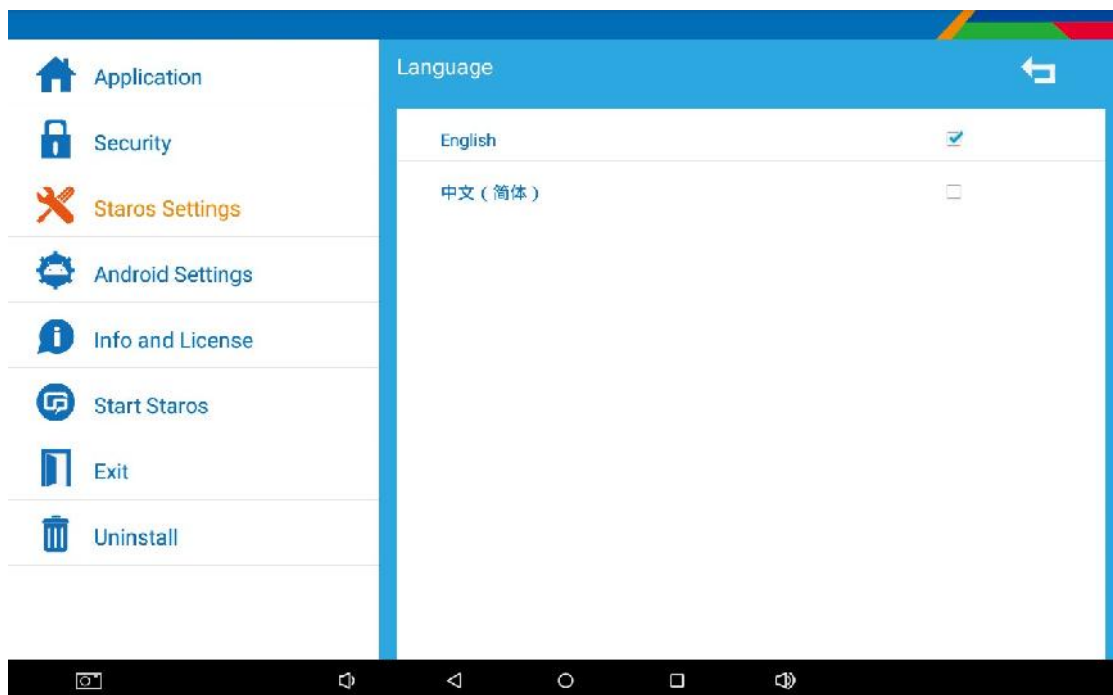 Application
Security
Staros Settings
Android Settings
Info and License
Start Staros
Exit
Uninstall
Language
English
中文（简体）